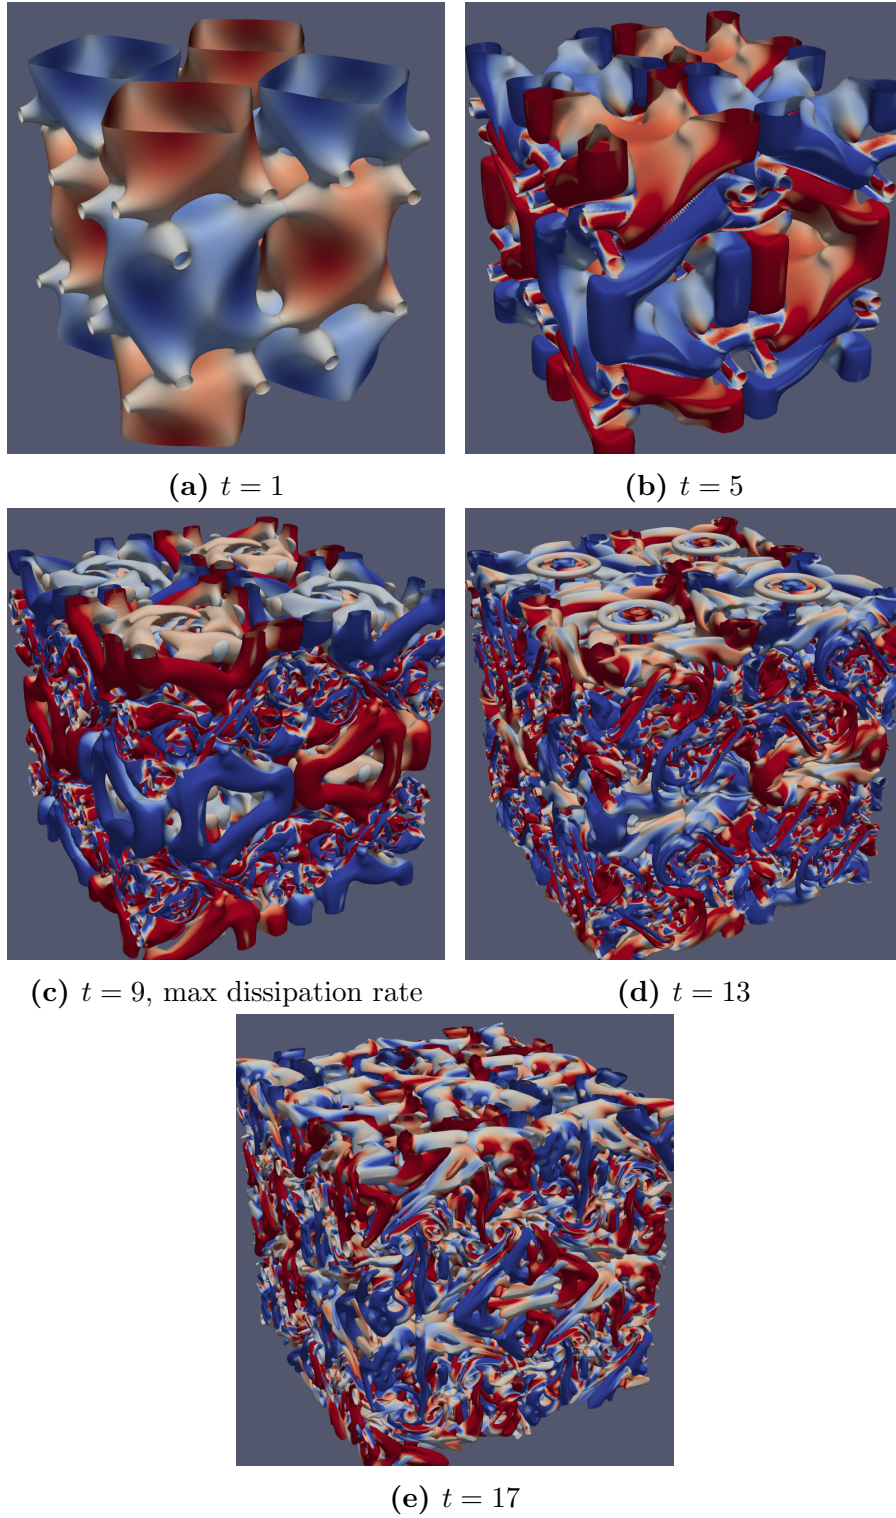 (a) t = 1
(b) t = 5
(c) t = 9, max dissipation rate
(d) t = 13
(e) t = 17